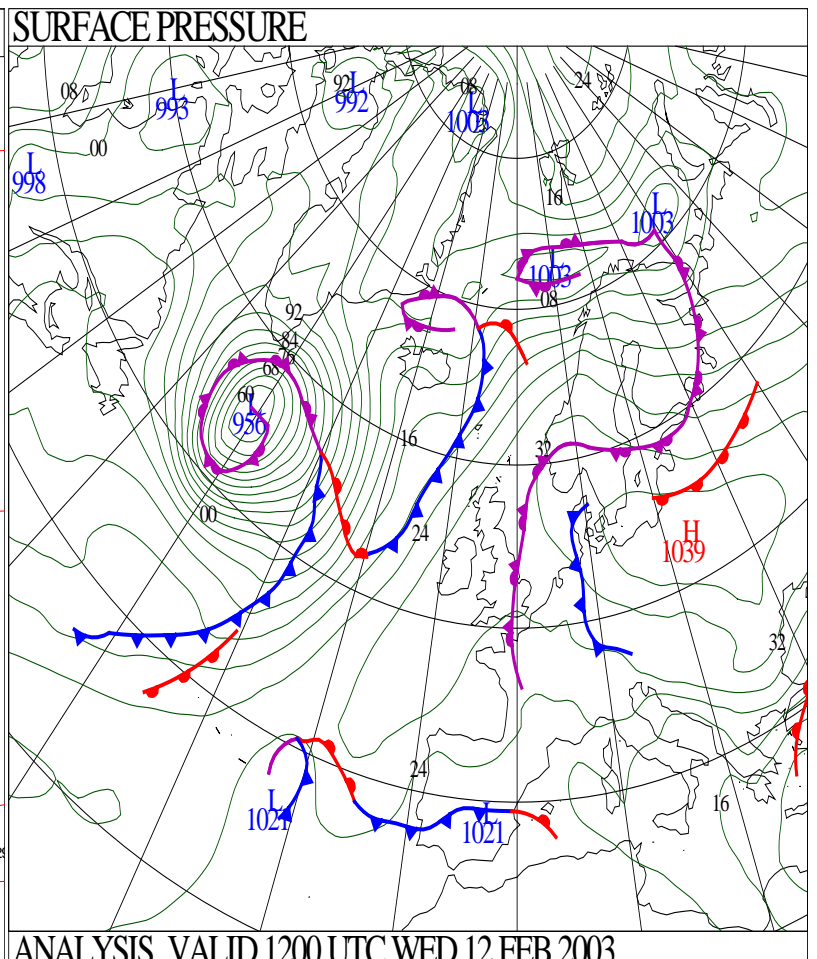 SURFACE PRESSURE
24
92
L
992
08
L
993
08
L
1003
00
L
998
16
L
1003
L
1003
08
92
84
76
68
60
L
956
16
32
00
24
H
1039
32
24
L
1021
L
1021
16
ANALYSIS VALID 1200 UTC WED 12 FEB 2003